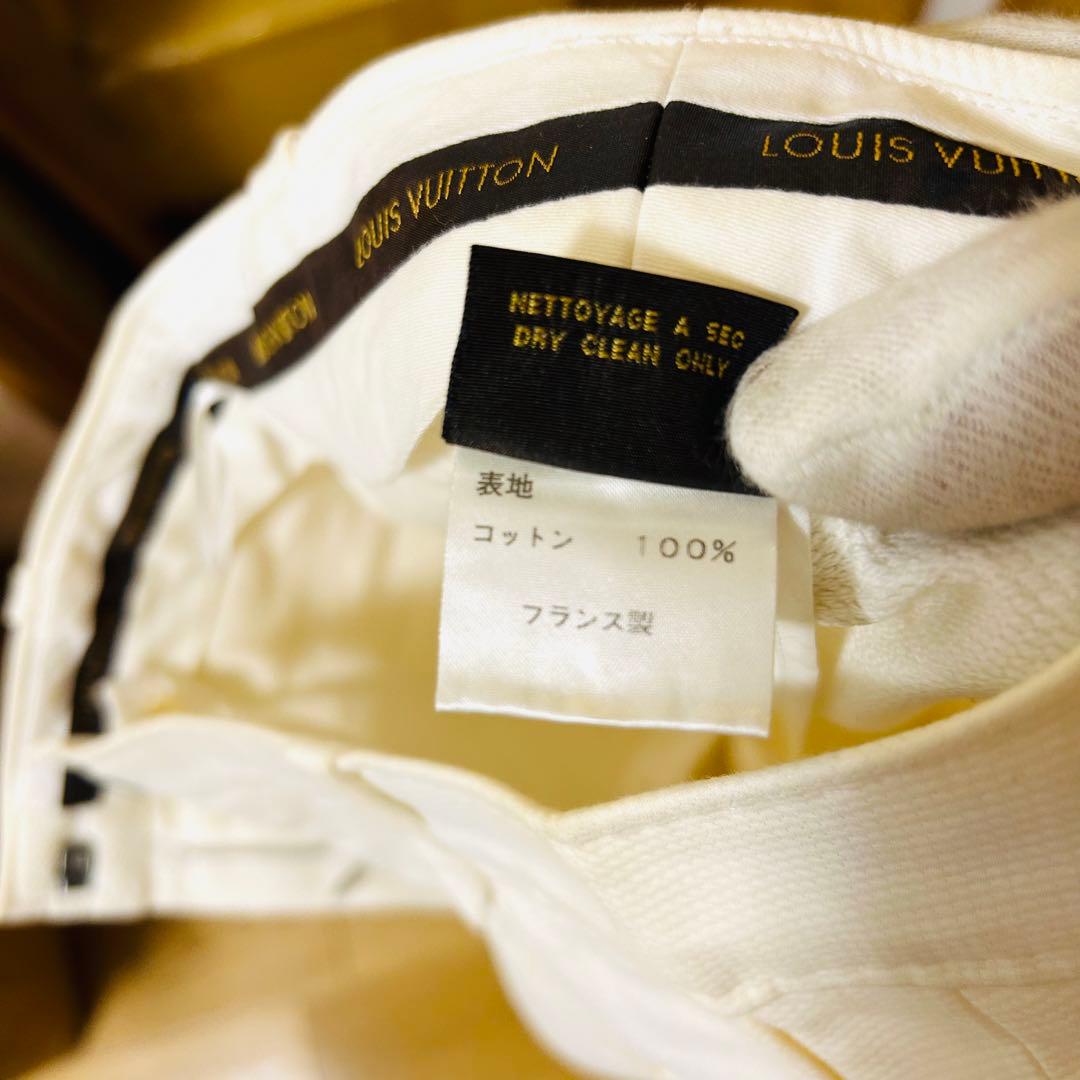 LOUIS VUITTON
LOUIS VUITTON
NETTOYAGE A SEC
DRY CLEAN ONLY
表地
コットン 100%
フランス製